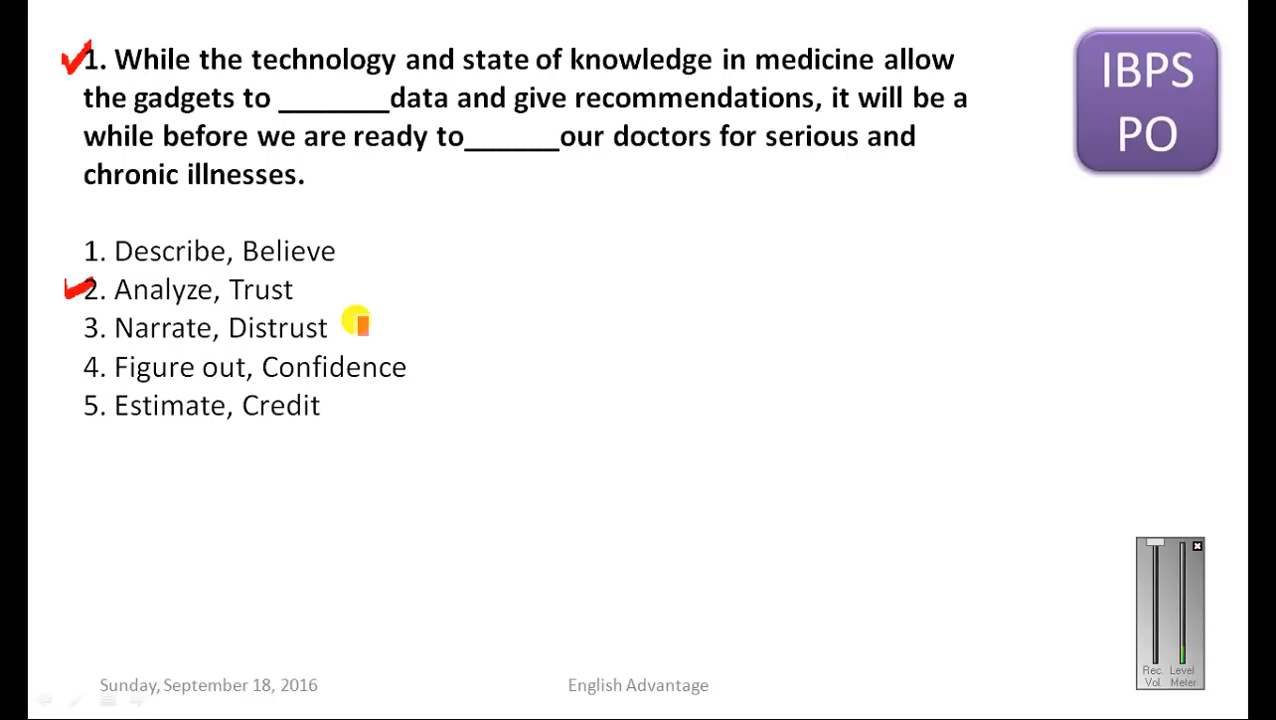 1. While the technology and state of knowledge in medicine allow
the gadgets to _______data and give recommendations, it will be a
while before we are ready to______our doctors for serious and
chronic illnesses.
IBPS
PO
1. Describe, Believe
2. Analyze, Trust
3. Narrate, Distrust
4. Figure out, Confidence
5. Estimate, Credit
Rec. Level
Vol. Meter
Sunday, September 18, 2016
English Advantage